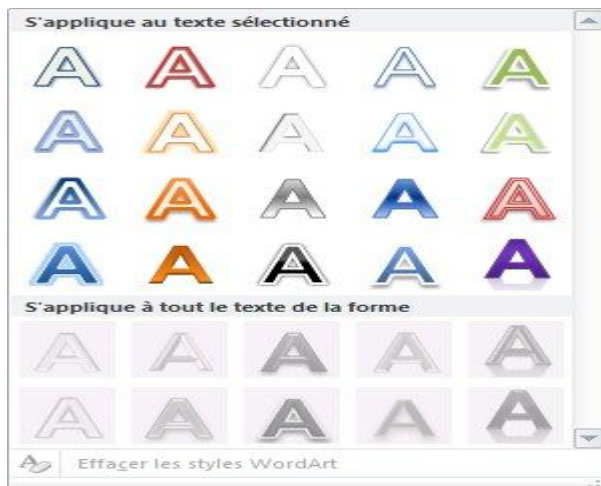 S'applique au texte sélectionné
A A A A A
A A A A A
A A A A A
A A A A A
S'applique à tout le texte de la forme
A A A A A
A A A A A
Effacer les styles WordArt